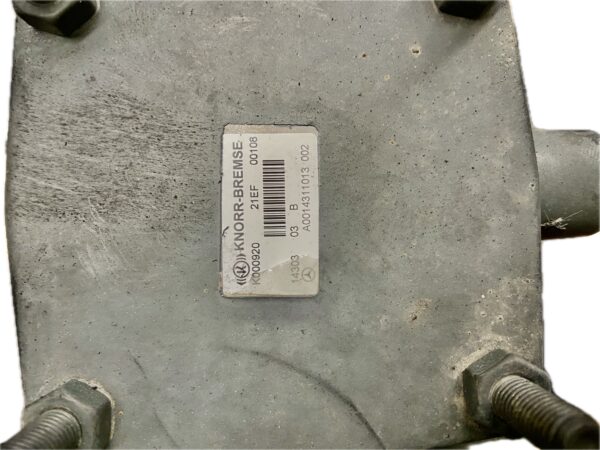 KNORR-BREMSE
K000920 21EF 00108
14303 03 B
A0014311013 002